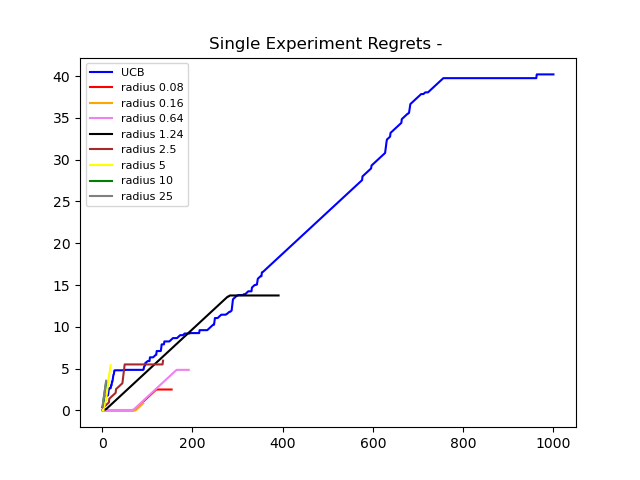 Single Experiment Regrets -
UCB
radius 0.08
radius 0.16
radius 0.64
radius 1.24
radius 2.5
radius 5
radius 10
radius 25
40
35
30
25
20
15
10
5
0
0 200 400 600 800 1000